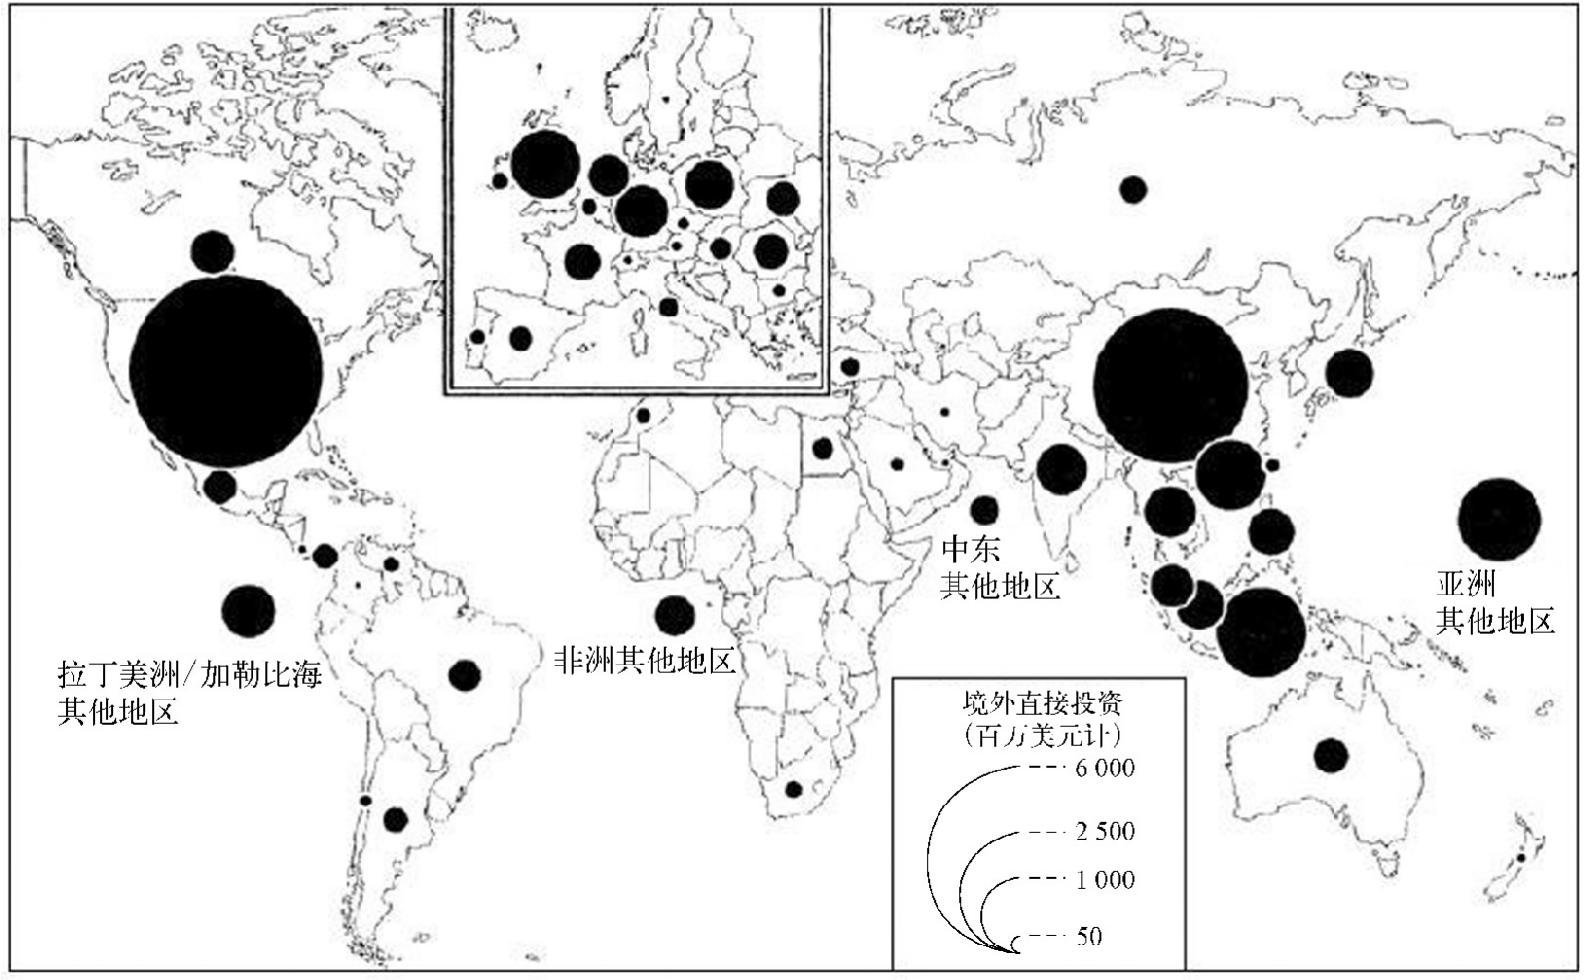 拉丁美洲/加勒比海
其他地区
非洲其他地区
中东
其他地区
亚洲
其他地区
境外直接投资
(百万美元计)
6 000
2 500
1 000
50